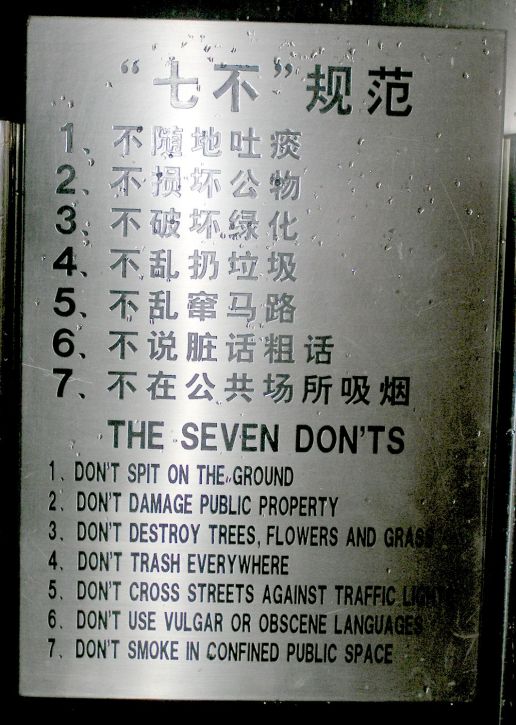 “七不”规范
1、不随地吐痰
2、不损坏公物
3、不破坏绿化
4、不乱扔垃圾
5、不乱窜马路
6、不说脏话粗话
7、不在公共场所吸烟
THE SEVEN DON'TS
1、DON'T SPIT ON THE GROUND
2、DON'T DAMAGE PUBLIC PROPERTY
3、DON'T DESTROY TREES, FLOWERS AND GRASS
4、DON'T TRASH EVERYWHERE
5、DON'T CROSS STREETS AGAINST TRAFFIC LIGHTS
6、DON'T USE VULGAR OR OBSCENE LANGUAGES
7、DON'T SMOKE IN CONFINED PUBLIC SPACE